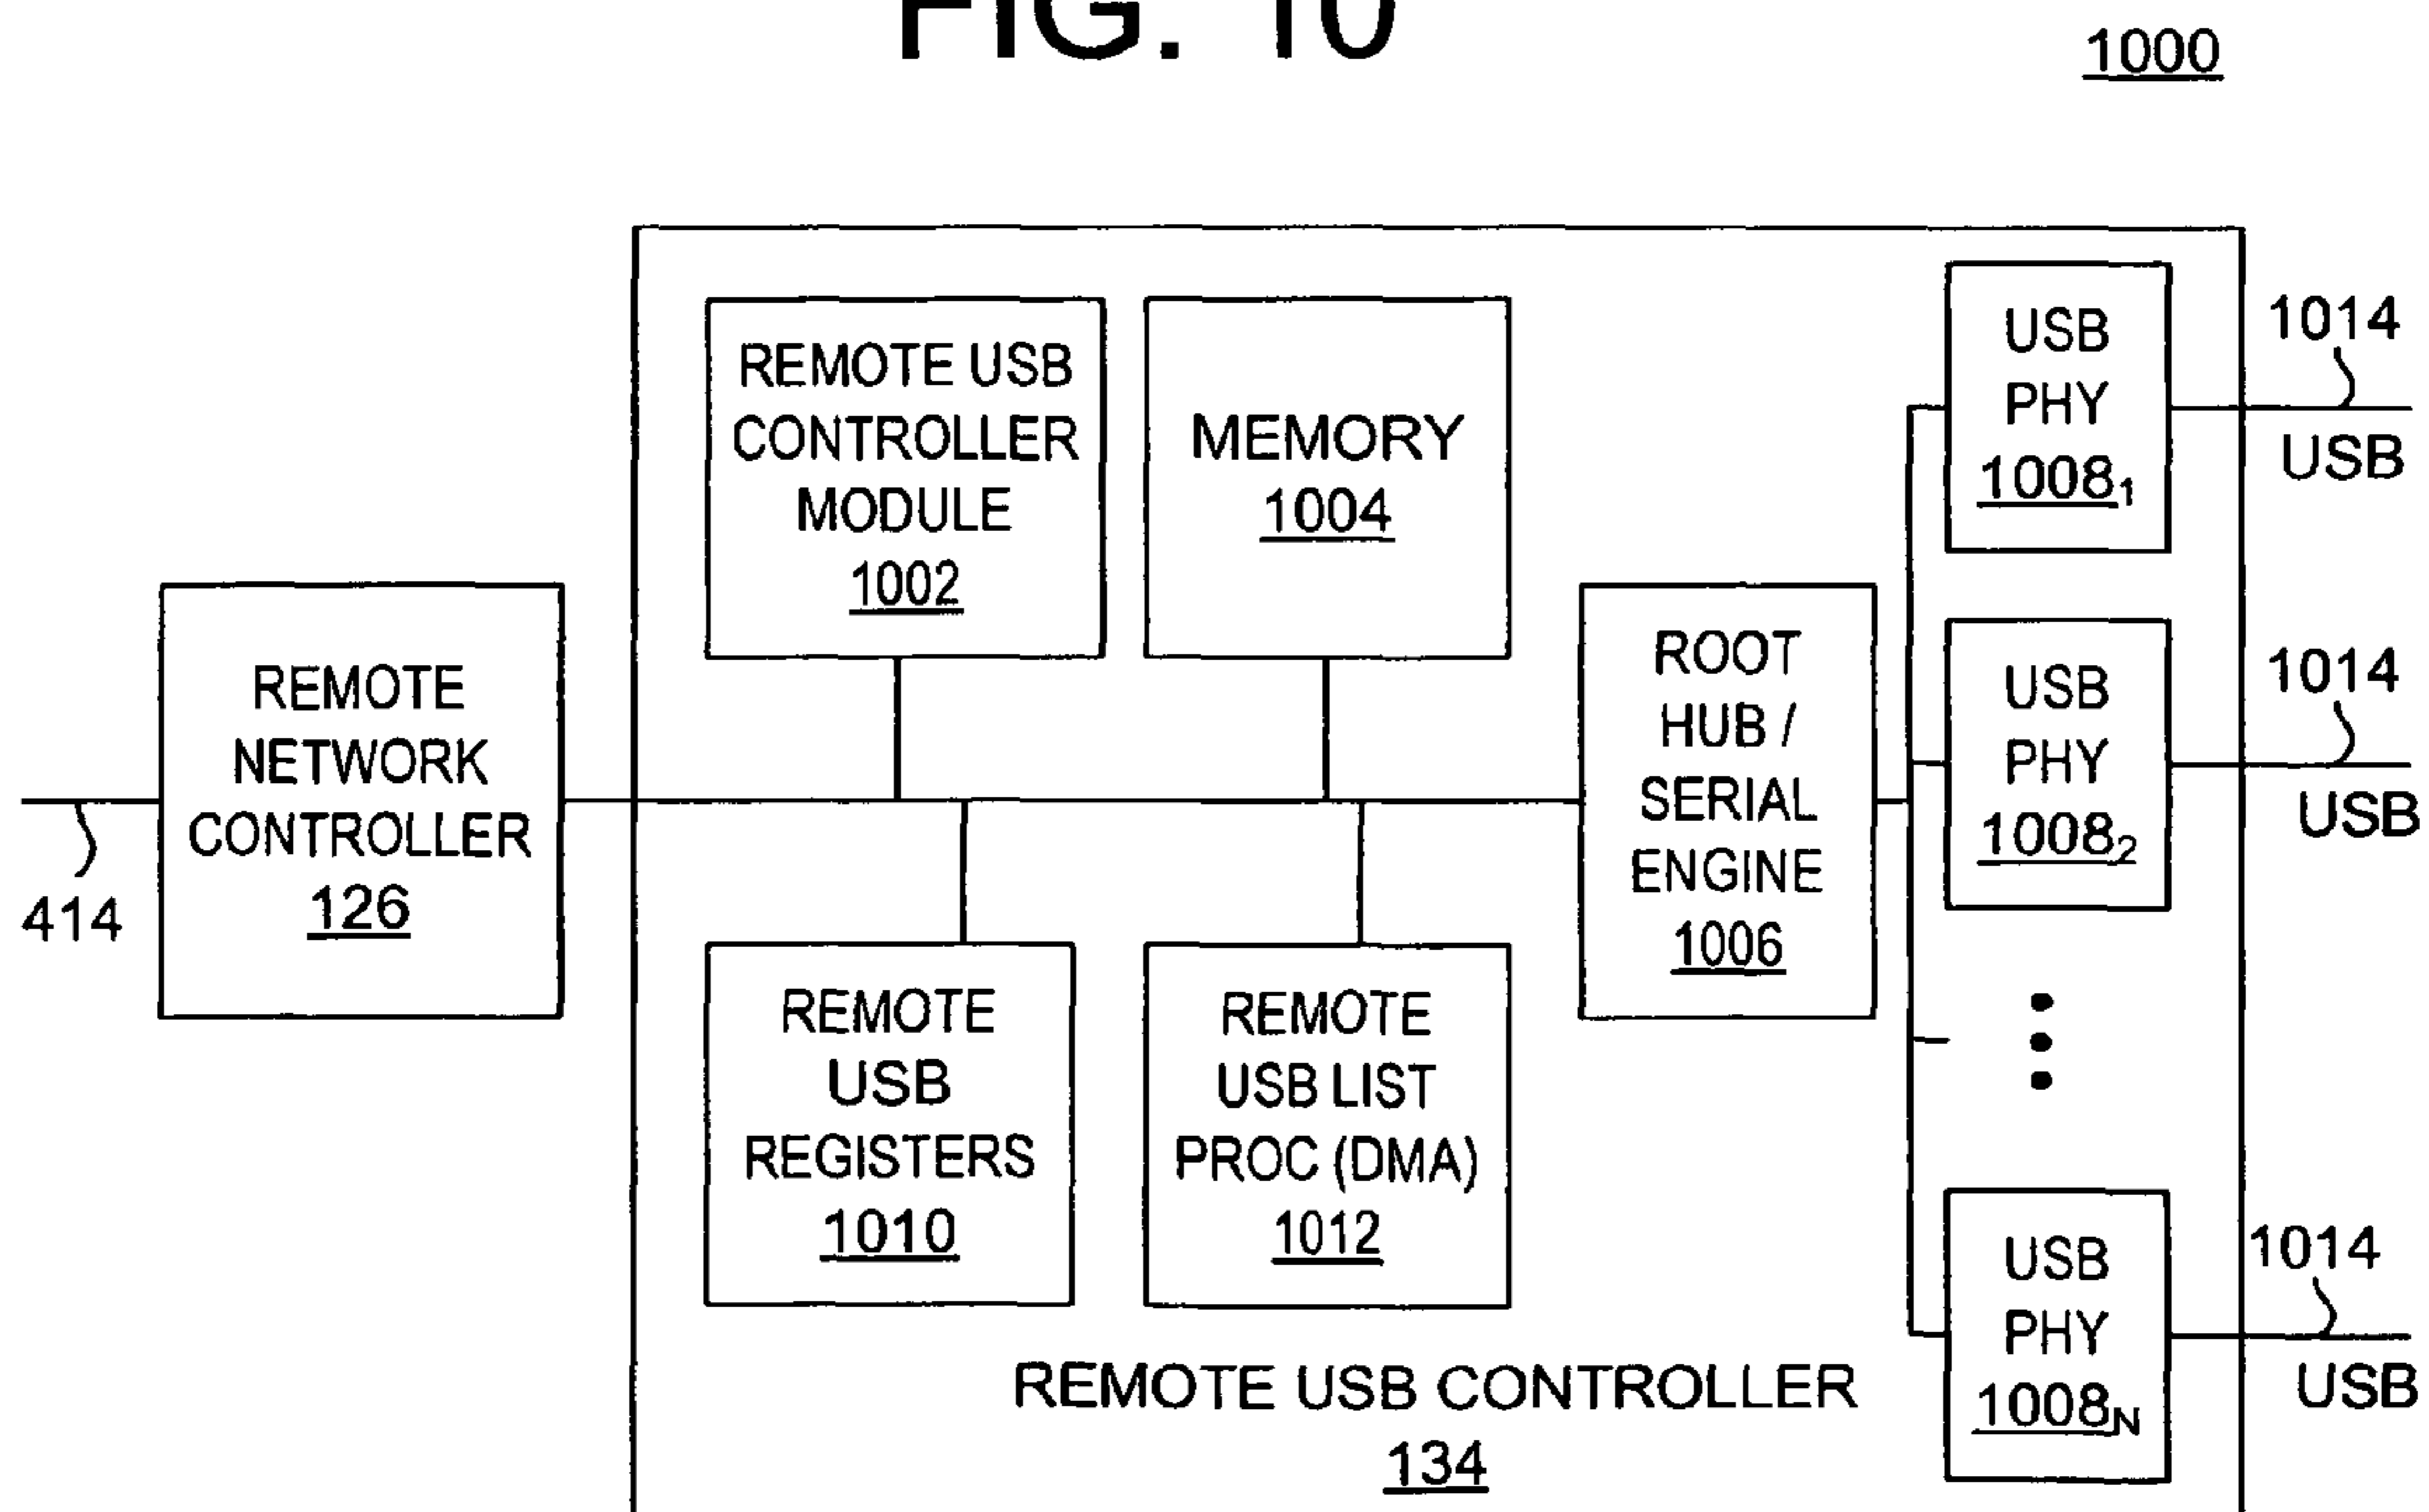 FIG. 10
1000
REMOTE
NETWORK
CONTROLLER
126
414
REMOTE USB
CONTROLLER
MODULE
1002
MEMORY
1004
REMOTE
USB
REGISTERS
1010
REMOTE
USB LIST
PROC (DMA)
1012
ROOT
HUB /
SERIAL
ENGINE
1006
USB
PHY
1008₁
1014
USB
USB
PHY
1008₂
1014
USB
USB
PHY
1008N
1014
USB
REMOTE USB CONTROLLER
134